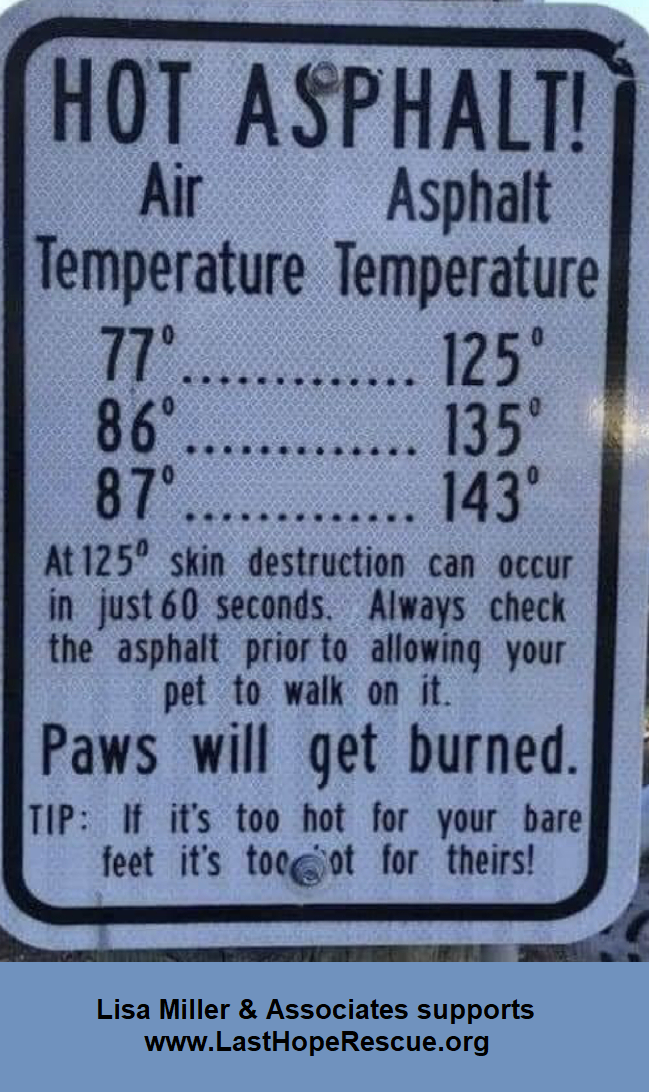 HOT ASPHALT!
Air Asphalt
Temperature Temperature
77°............. 125°
86°............. 135°
87°............. 143°
At 125° skin destruction can occur
in just 60 seconds. Always check
the asphalt prior to allowing your
pet to walk on it.
Paws will get burned.
TIP: If it's too hot for your bare
feet it's too hot for theirs!
Lisa Miller & Associates supports
www.LastHopeRescue.org